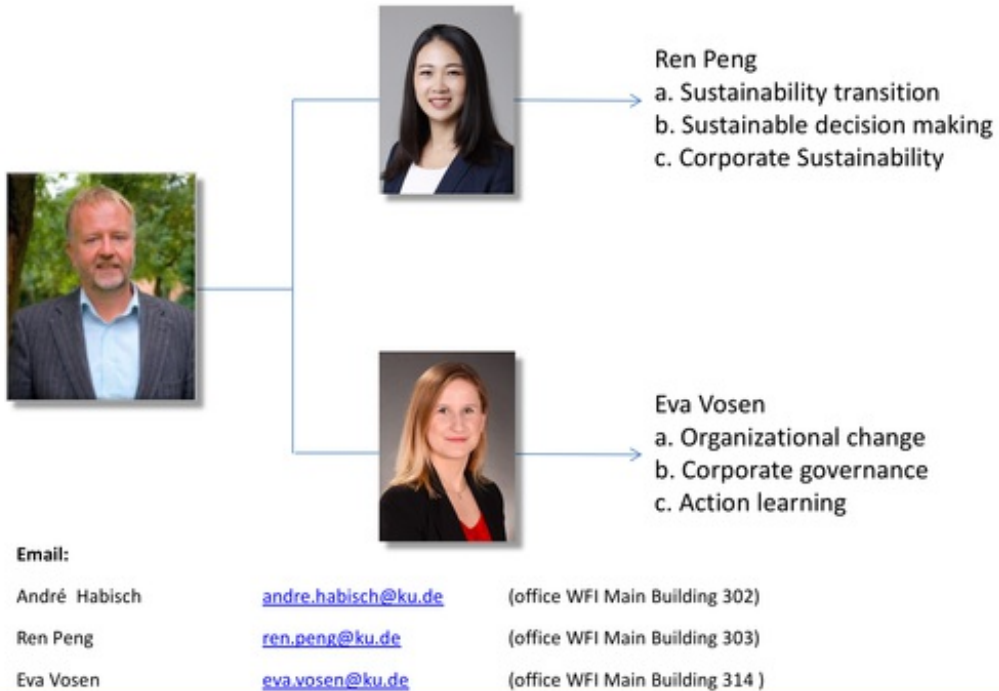 Ren Peng
a. Sustainability transition
b. Sustainable decision making
c. Corporate Sustainability
Eva Vosen
a. Organizational change
b. Corporate governance
c. Action learning
Email:
André Habisch andre.habisch@ku.de (office WFI Main Building 302)
Ren Peng ren.peng@ku.de (office WFI Main Building 303)
Eva Vosen eva.vosen@ku.de (office WFI Main Building 314 )